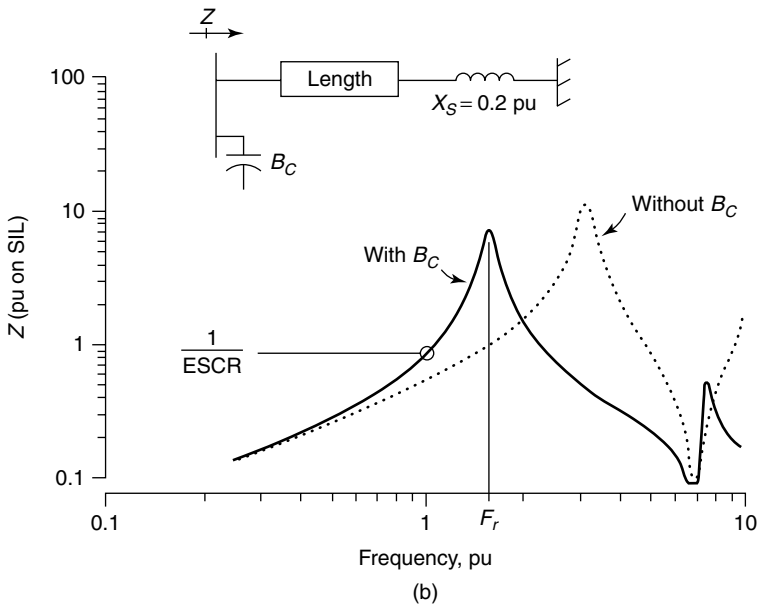 Z
Length
X_S = 0.2 pu
B_C
100
10
1
0.1
Z (pu on SIL)
With B_C
Without B_C
1
ESCR
0.1
1
F_r
10
Frequency, pu
(b)